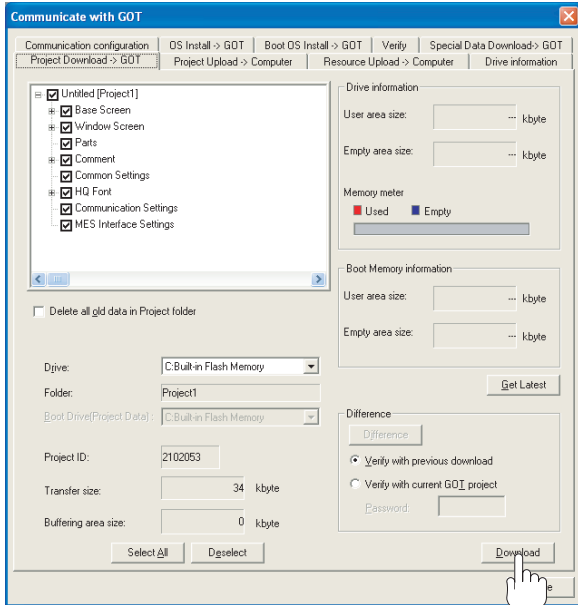 Communicate with GOT
Communication configuration OS Install -> GOT Boot OS Install -> GOT Verify Special Data Download-> GOT
Project Download -> GOT Project Upload -> Computer Resource Upload -> Computer Drive information
Untitled [Project1]
Base Screen
Window Screen
Parts
Comment
Common Settings
HQ Font
Communication Settings
MES Interface Settings
Delete all old data in Project folder
Drive: C:Built-in Flash Memory
Folder: Project1
Boot Drive(Project Data) : C:Built-in Flash Memory
Project ID: 2102053
Transfer size: 34 kbyte
Buffering area size: 0 kbyte
Select All Deselect
Drive information
User area size: --- kbyte
Empty area size: --- kbyte
Memory meter
Used Empty
Boot Memory information
User area size: --- kbyte
Empty area size: --- kbyte
Get Latest
Difference
Difference
Verify with previous download
Verify with current GOT project
Password:
Download